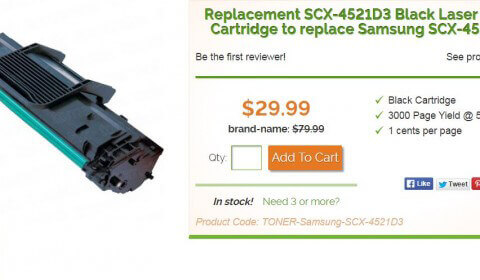 Replacement SCX-4521D3 Black Laser
Cartridge to replace Samsung SCX-45
Be the first reviewer!
See pro
$29.99
brand-name: $79.99
Qty:
Add To Cart
Black Cartridge
3000 Page Yield @ 5
1 cents per page
Like
Tweet
In stock!
Need 3 or more?
Product Code: TONER-Samsung-SCX-4521D3